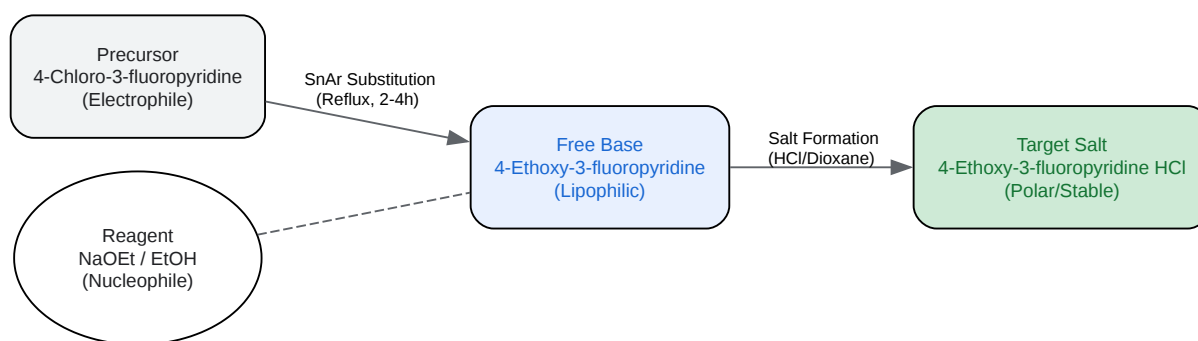 Precursor
4-Chloro-3-fluoropyridine
(Electrophile)
SnAr Substitution
(Reflux, 2-4h)
Reagent
NaOEt / EtOH
(Nucleophile)
Free Base
4-Ethoxy-3-fluoropyridine
(Lipophilic)
Salt Formation
(HCl/Dioxane)
Target Salt
4-Ethoxy-3-fluoropyridine HCl
(Polar/Stable)